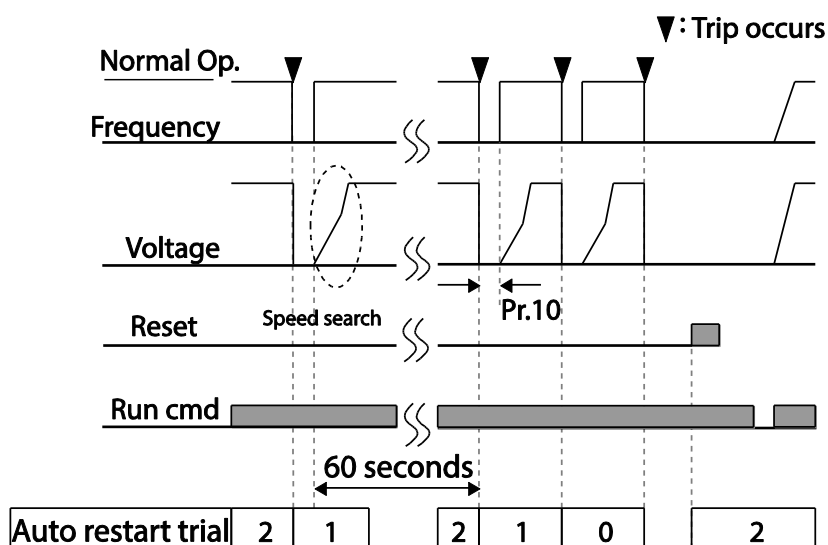 ▼: Trip occurs
Normal Op.
Frequency
Voltage
Pr.10
Speed search
Reset
Run cmd
60 seconds
Auto restart trial 2 1 2 1 0 2